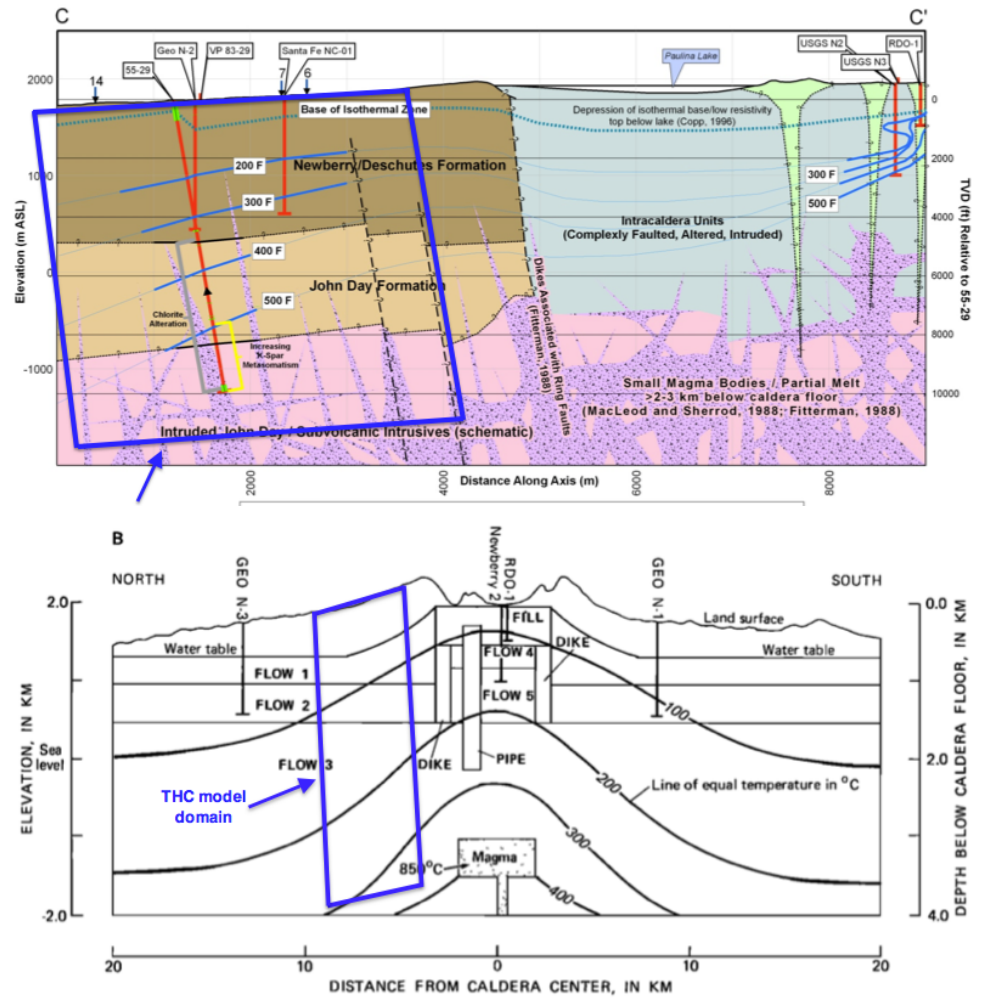 C
C'
Geo N-2
VP 83-29
Santa Fe NC-01
USGS N2
RDO-1
55-29
14
7
6
Paulina Lake
USGS N3
2000
0
Base of Isothermal Zone
Depression of isothermal base/low resistivity
top below lake (Copp, 1996)
200 F
Newberry/Deschutes Formation
2000
1000
300 F
300 F
500 F
4000
Intracaldera Units
(Complexly Faulted, Altered, Intruded)
400 F
0
6000
John Day Formation
500 F
Chlorite
Alteration
8000
Increasing
K-Spar
Metasomatism
Dikes Associated with Ring Faults
(Fitterman, 1988)
-1000
Small Magma Bodies / Partial Melt
>2-3 km below caldera floor
(MacLeod and Sherrod, 1988; Fitterman, 1988)
10000
Intruded John Day / Subvolcanic Intrusives (schematic)
Elevation (m ASL)
TVD (ft) Relative to 55-29
2000
4000
Distance Along Axis (m)
6000
8000
B
NORTH
GEO N-3
Newberry 2
RDO-1
GEO N-1
SOUTH
2.0
0.0
FILL
Land surface
DIKE
Water table
FLOW 4
Water table
FLOW 1
FLOW 2
FLOW 5
100
Sea
level
FLOW 3
DIKE
PIPE
2.0
200
Line of equal temperature in °C
THC model
domain
300
850°C
Magma
400
-2.0
4.0
ELEVATION, IN KM
DEPTH BELOW CALDERA FLOOR, IN KM
20
10
0
10
20
DISTANCE FROM CALDERA CENTER, IN KM